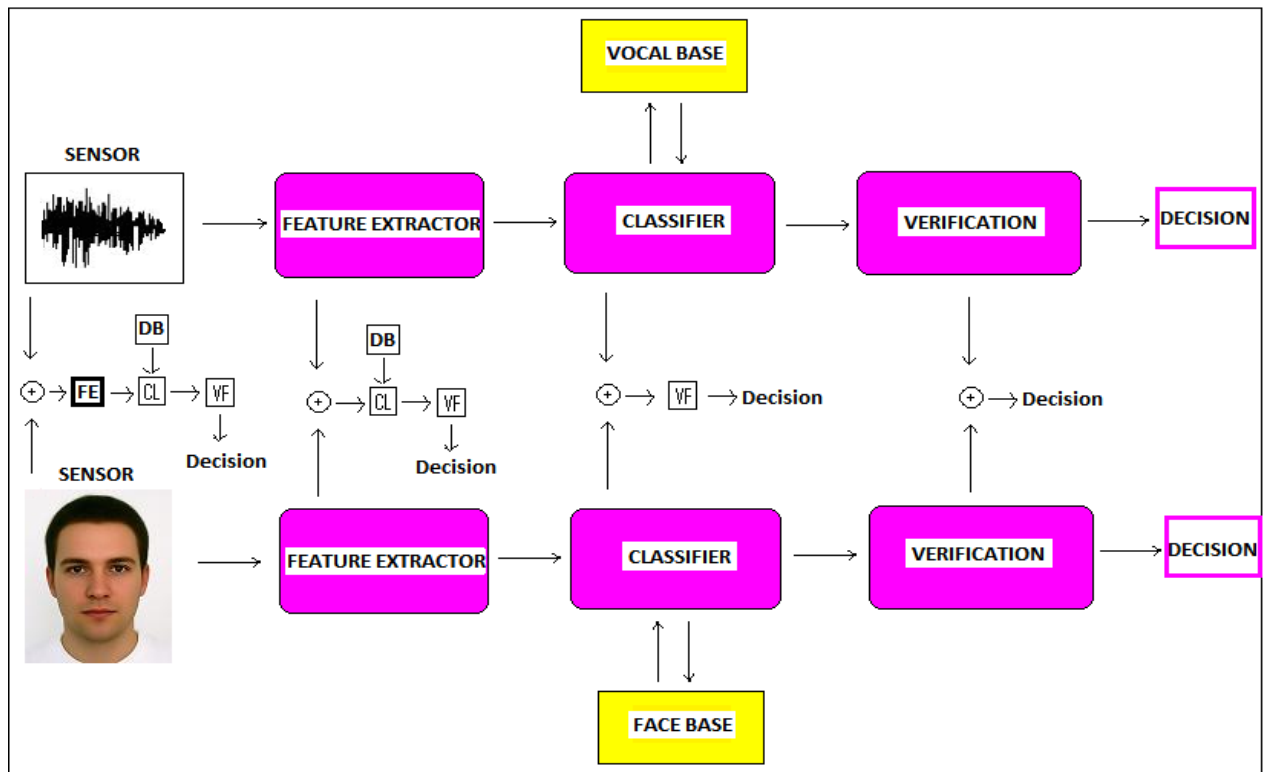 VOCAL BASE
SENSOR
FEATURE EXTRACTOR
CLASSIFIER
VERIFICATION
DECISION
DB
DB
+
FE
CL
VF
+
CL
VF
+
VF
Decision
+
Decision
Decision
Decision
SENSOR
FEATURE EXTRACTOR
CLASSIFIER
VERIFICATION
DECISION
FACE BASE